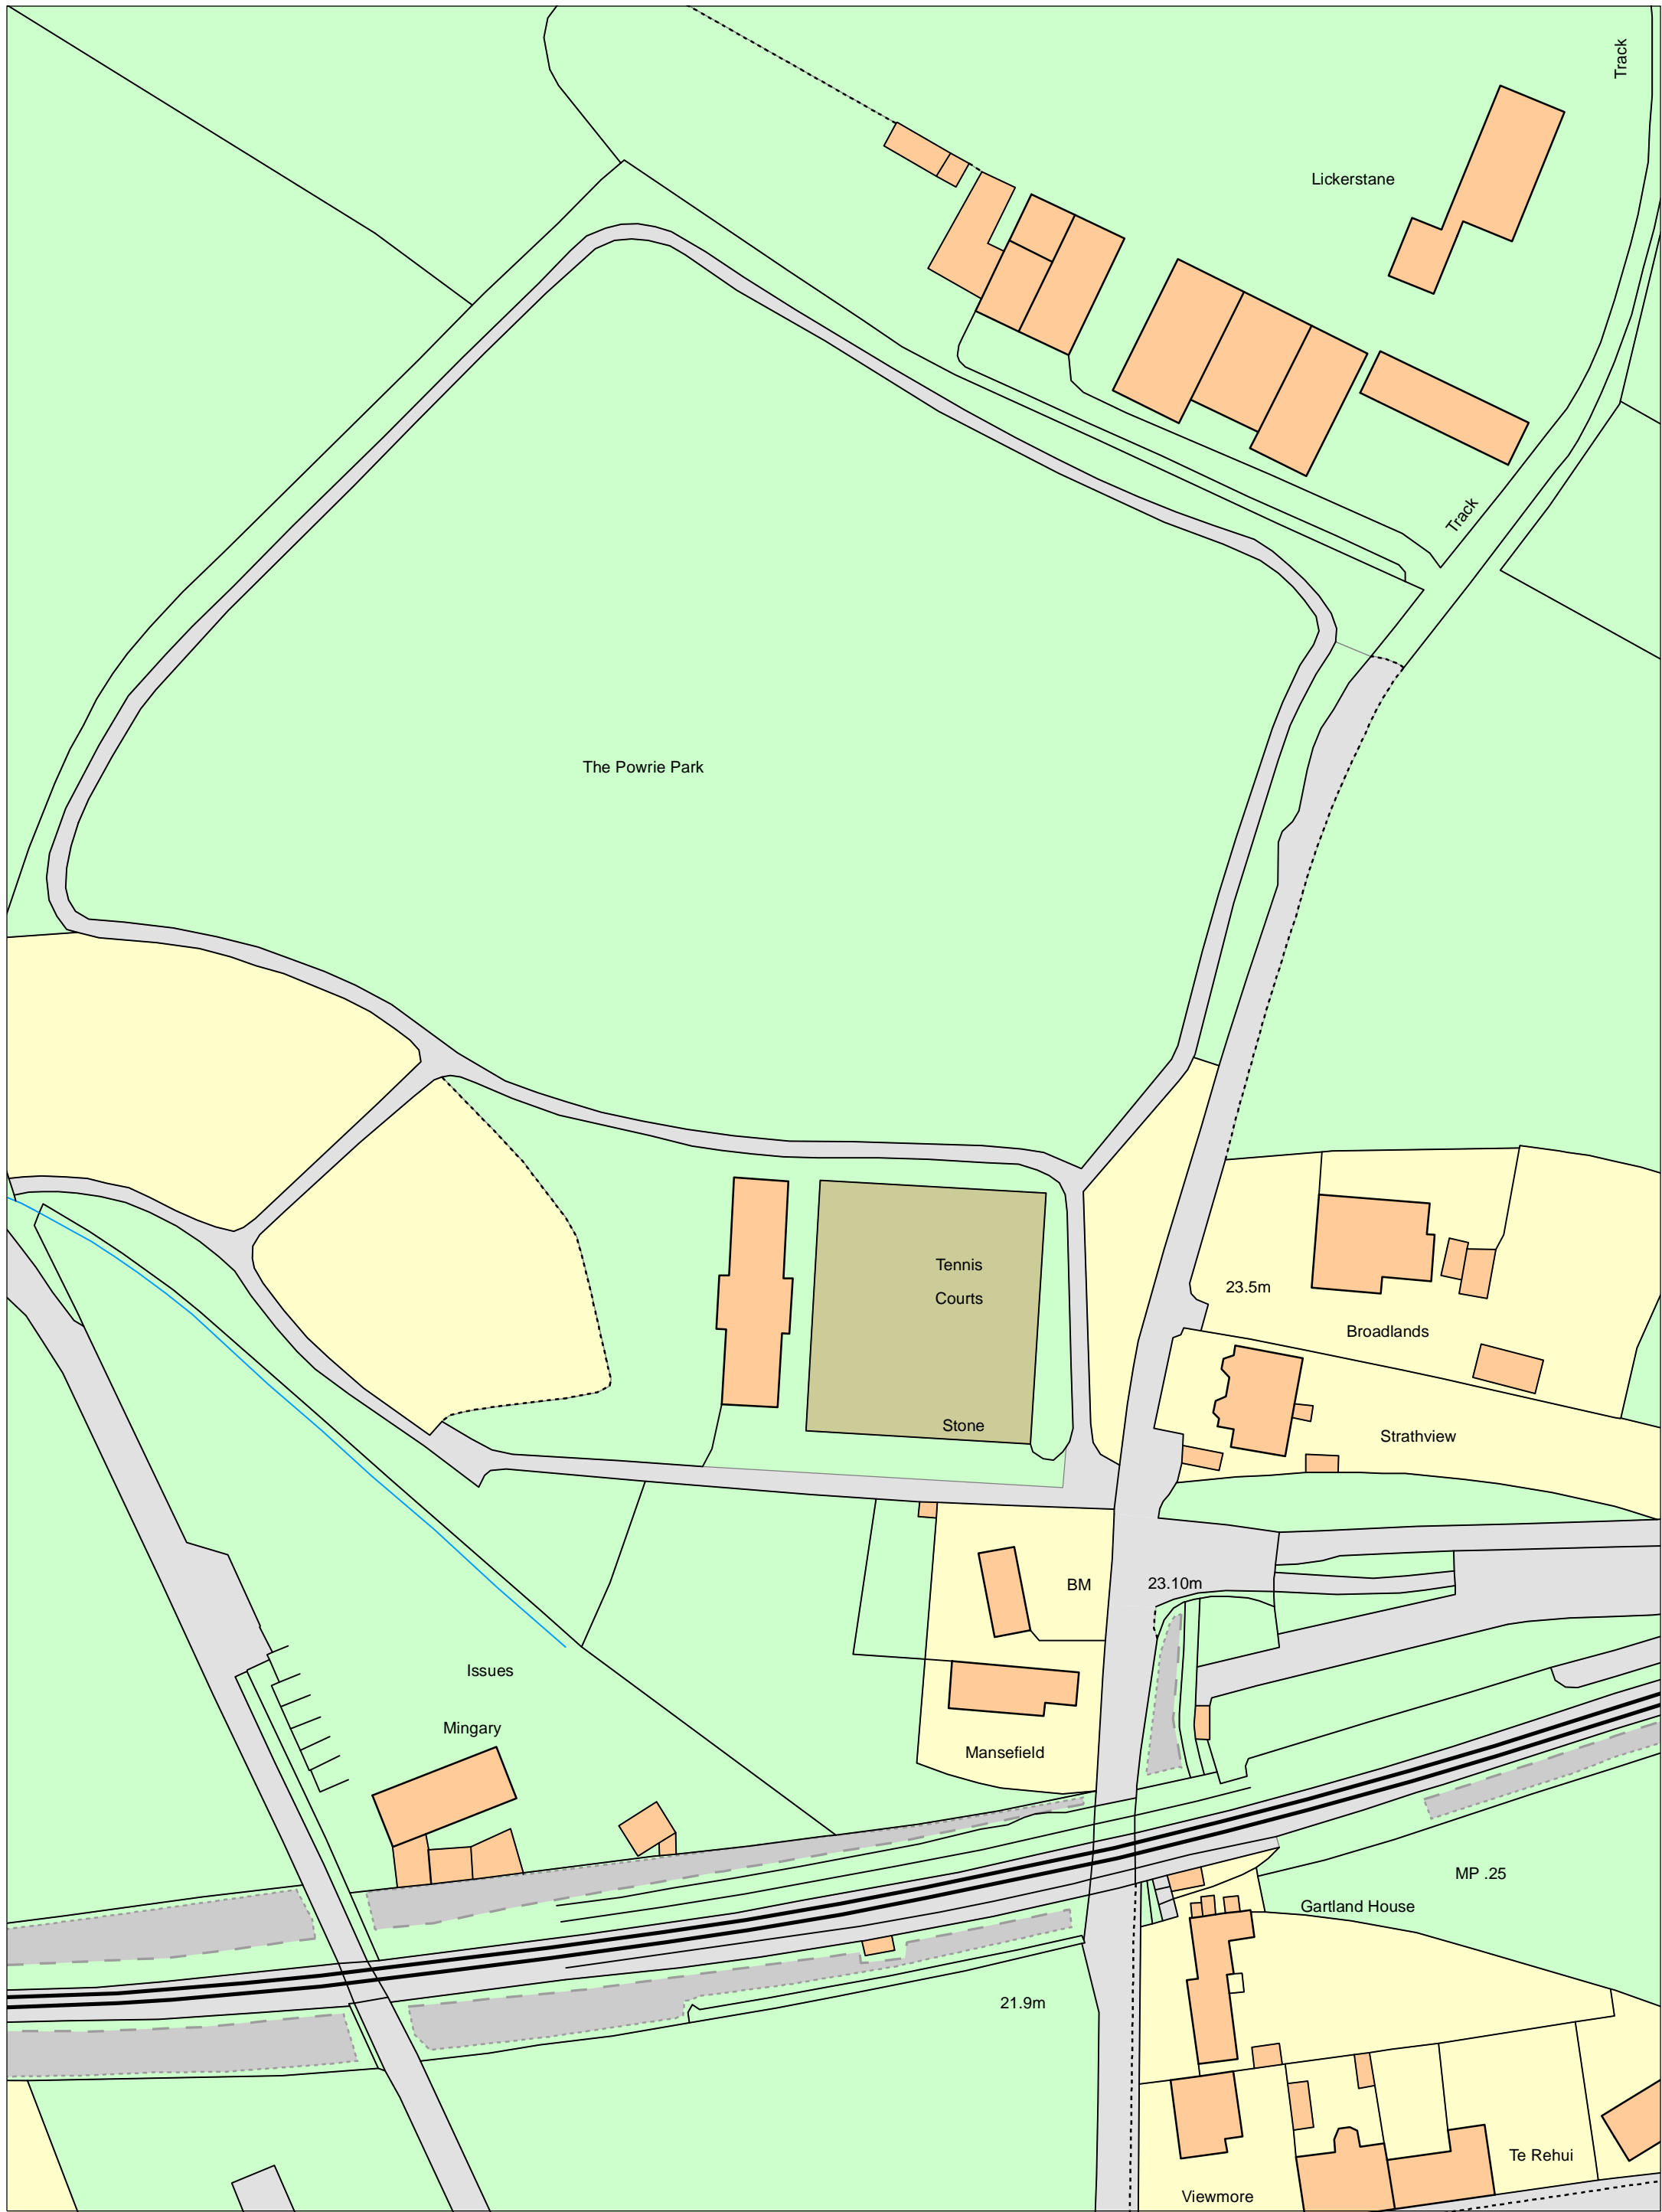 Track
Lickerstane
Track
The Powrie Park
Tennis
Courts
23.5m
Broadlands
Stone
Strathview
BM
23.10m
Issues
Mingary
Mansefield
MP .25
Gartland House
21.9m
Te Rehui
Viewmore